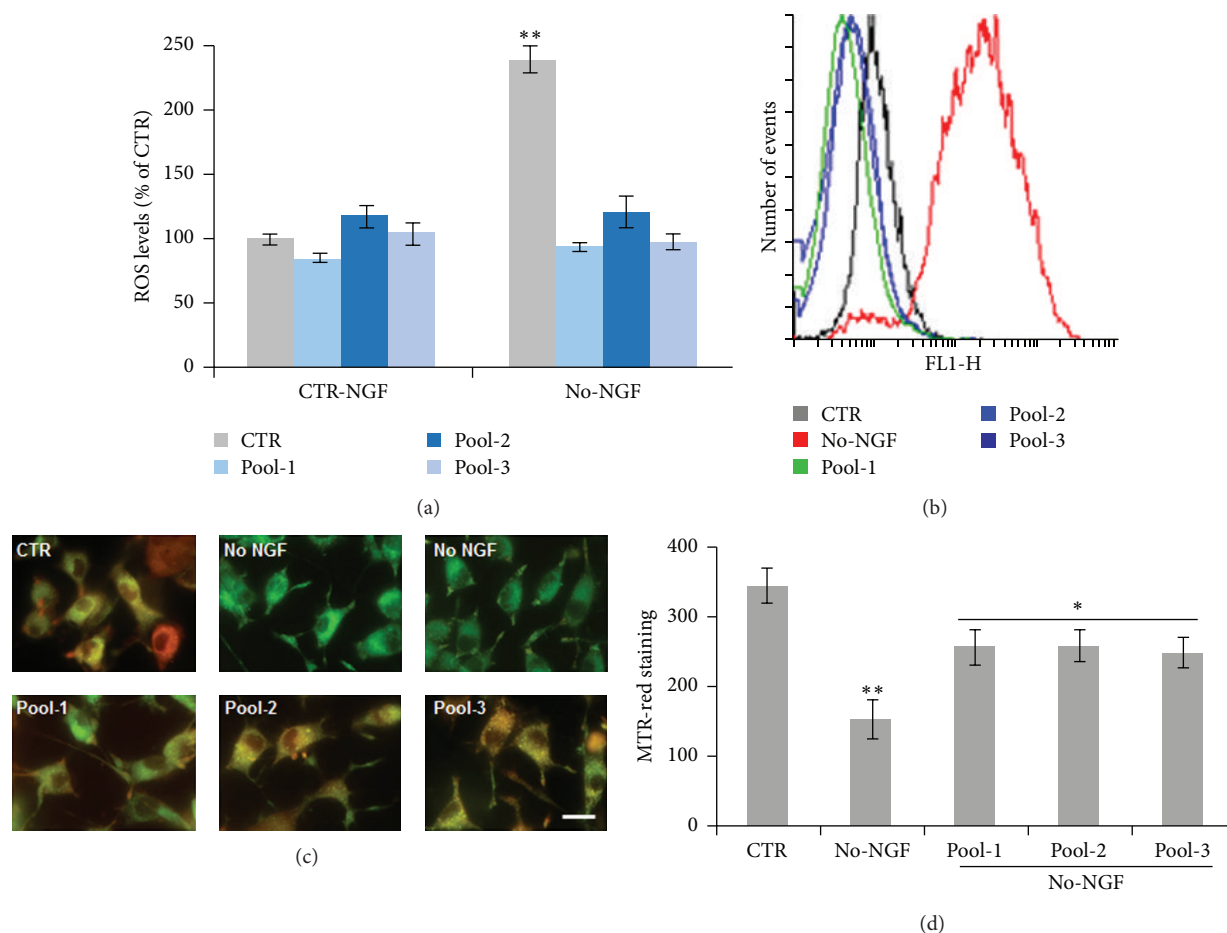 **
250
200
150
100
50
0
ROS levels (% of CTR)
CTR-NGF
No-NGF
CTR
Pool-1
Pool-2
Pool-3
(a)
Number of events
FL1-H
CTR
No-NGF
Pool-1
Pool-2
Pool-3
(b)
CTR
No NGF
No NGF
Pool-1
Pool-2
Pool-3
(c)
400
300
200
100
0
MTR-red staining
**
*
CTR
No-NGF
Pool-1
Pool-2
Pool-3
No-NGF
(d)